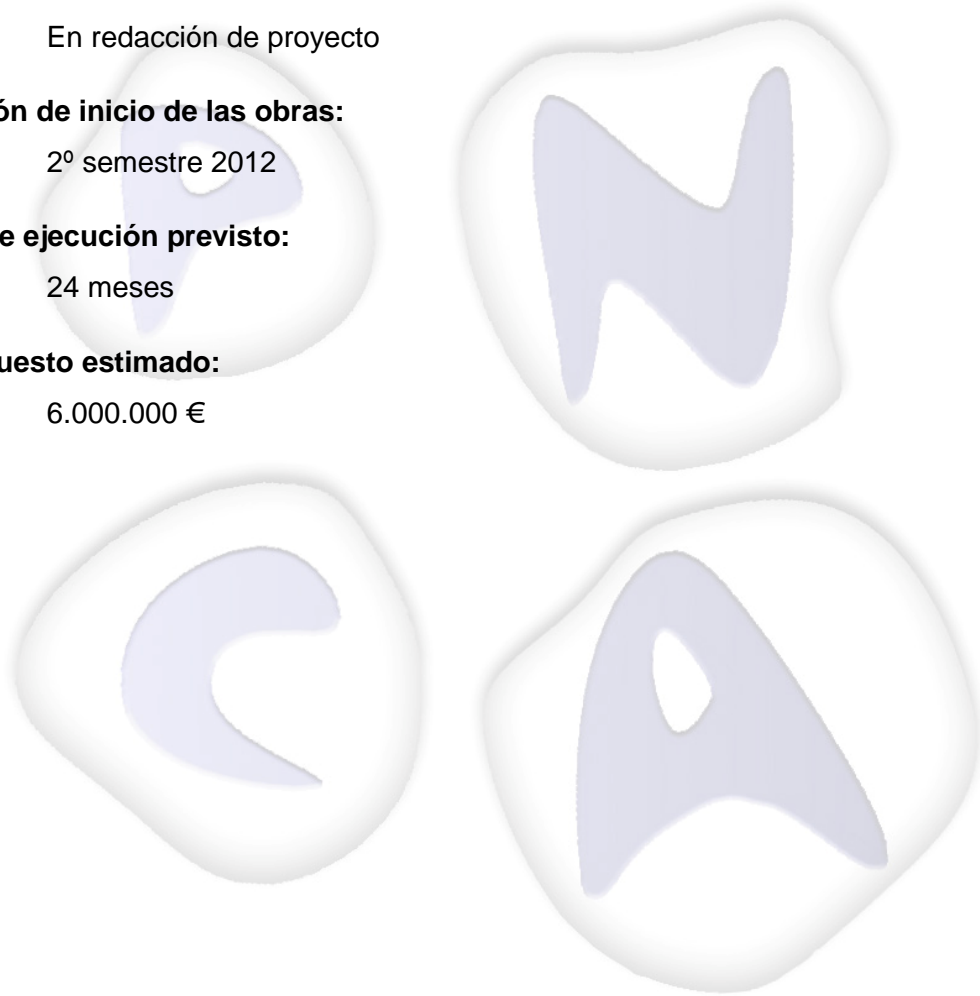 En redacción de proyecto
ón de inicio de las obras:
2º semestre 2012
e ejecución previsto:
24 meses
uesto estimado:
6.000.000 €
P
N
C
A